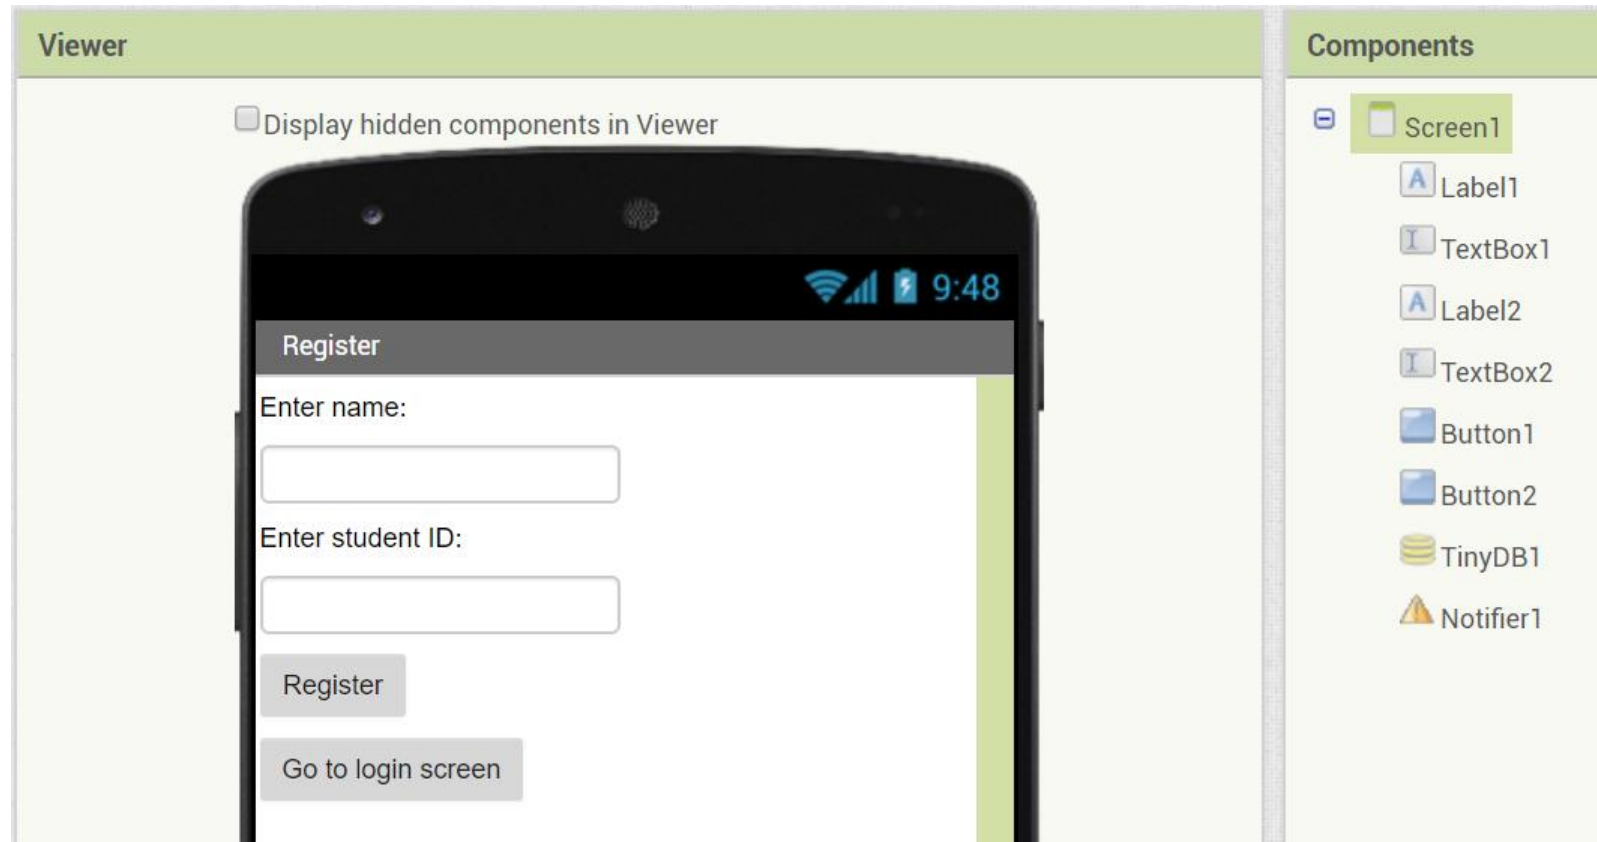 Viewer
Display hidden components in Viewer
9:48
Register
Enter name:
Enter student ID:
Register
Go to login screen
Components
Screen1
Label1
TextBox1
Label2
TextBox2
Button1
Button2
TinyDB1
Notifier1